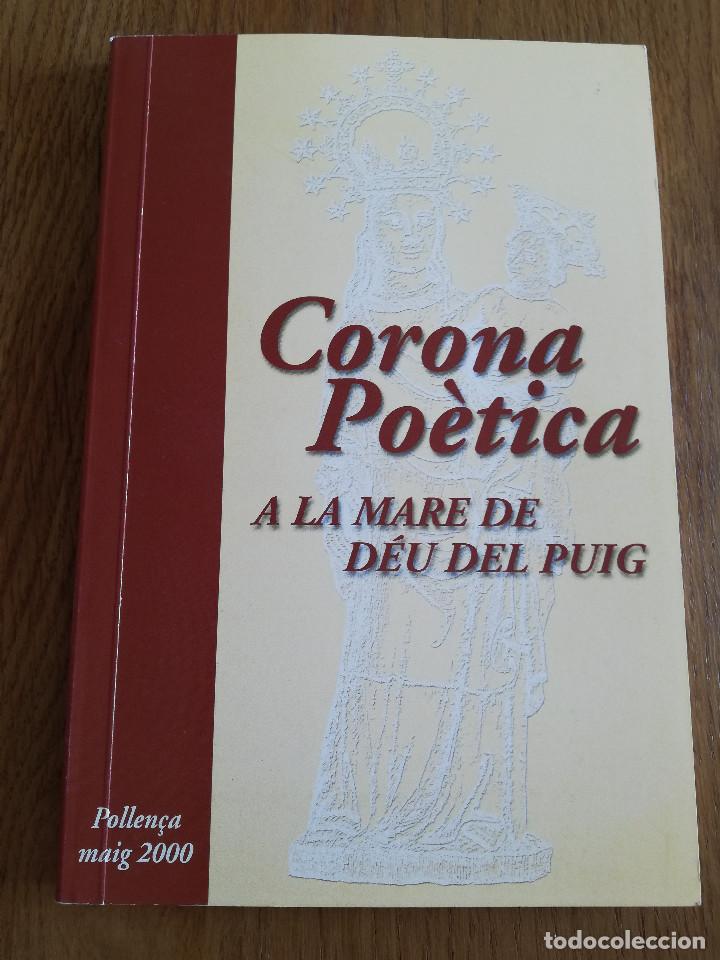 Corona
Poètica
A LA MARE DE
DÉU DEL PUIG
Pollença
maig 2000
todocoleccion